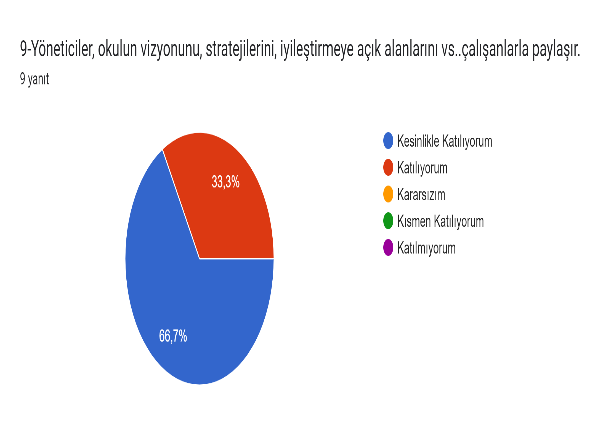 9-Yöneticiler, okulun vizyonunu, stratejilerini, iyileştirmeye açık alanlarını vs..çalışanlarla paylaşır.
9 yanıt
33,3%
66,7%
Kesinlikle Katılıyorum
Katılıyorum
Kararsızım
Kısmen Katılıyorum
Katılmıyorum